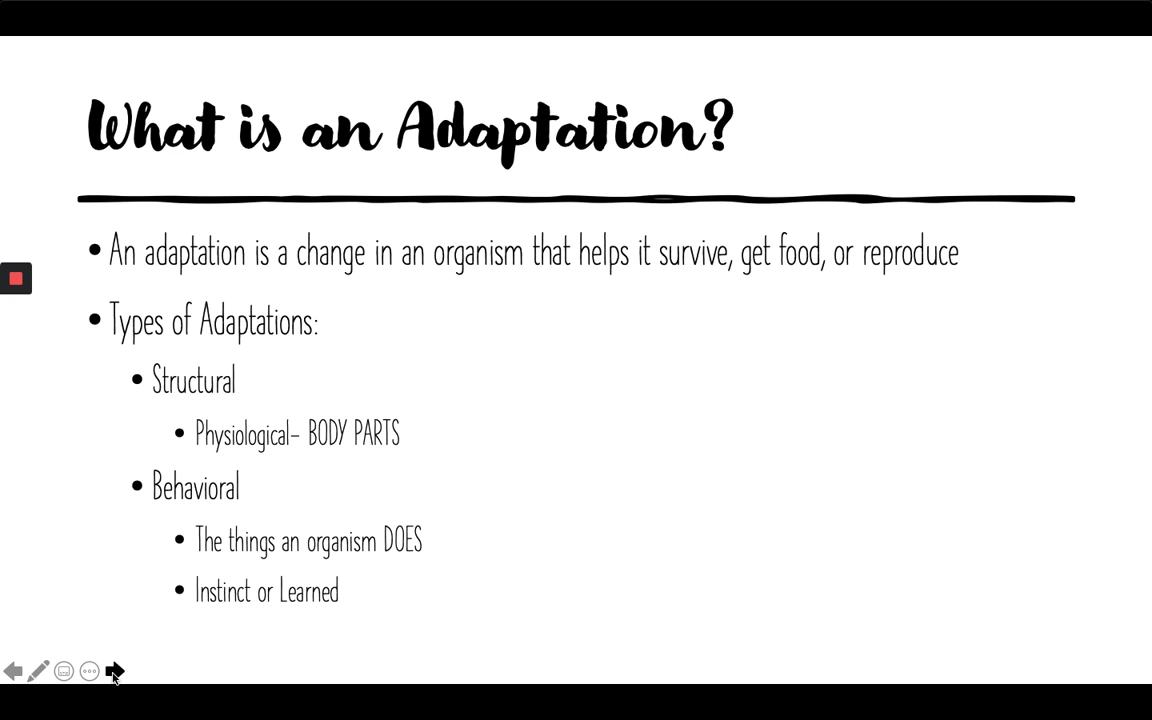 What is an Adaptation?
• An adaptation is a change in an organism that helps it survive, get food, or reproduce
• Types of Adaptations:
• Structural
• Physiological– BODY PARTS
• Behavioral
• The things an organism DOES
• Instinct or Learned